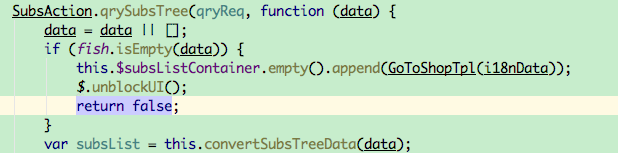 SubsAction.qrySubsTree(qryReq, function (data) {
data = data || [];
if (fish.isEmpty(data)) {
this.$subsListContainer.empty().append(GoToShopTpl(i18nData));
$.unblockUI();
return false;
}
var subsList = this.convertSubsTreeData(data);